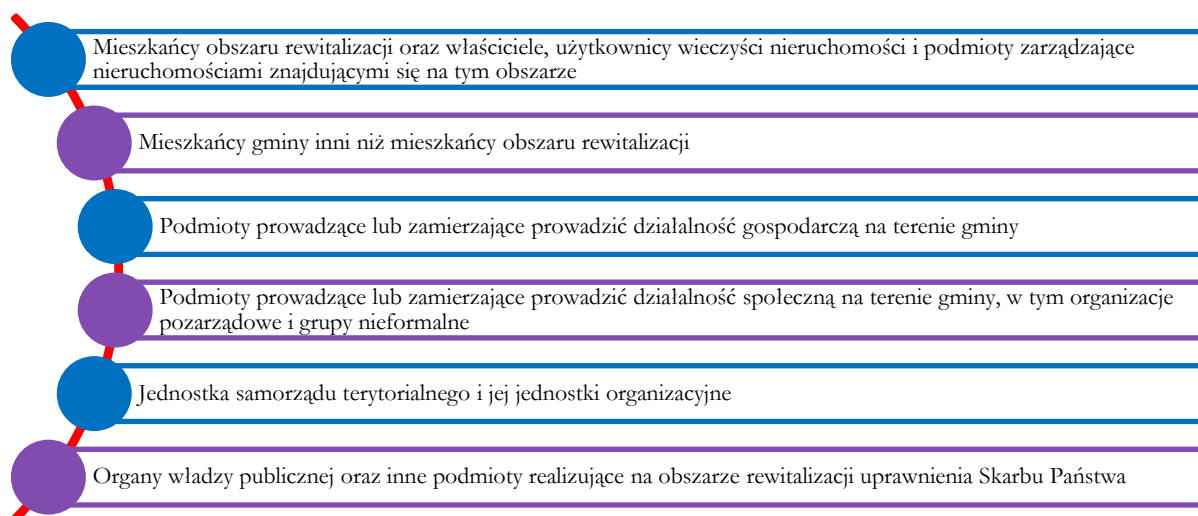 Mieszkańcy obszaru rewitalizacji oraz właściciele, użytkownicy wieczyści nieruchomości i podmioty zarządzające
nieruchomościami znajdującymi się na tym obszarze
Mieszkańcy gminy inni niż mieszkańcy obszaru rewitalizacji
Podmioty prowadzące lub zamierzające prowadzić działalność gospodarczą na terenie gminy
Podmioty prowadzące lub zamierzające prowadzić działalność społeczną na terenie gminy, w tym organizacje
pozarządowe i grupy nieformalne
Jednostka samorządu terytorialnego i jej jednostki organizacyjne
Organy władzy publicznej oraz inne podmioty realizujące na obszarze rewitalizacji uprawnienia Skarbu Państwa